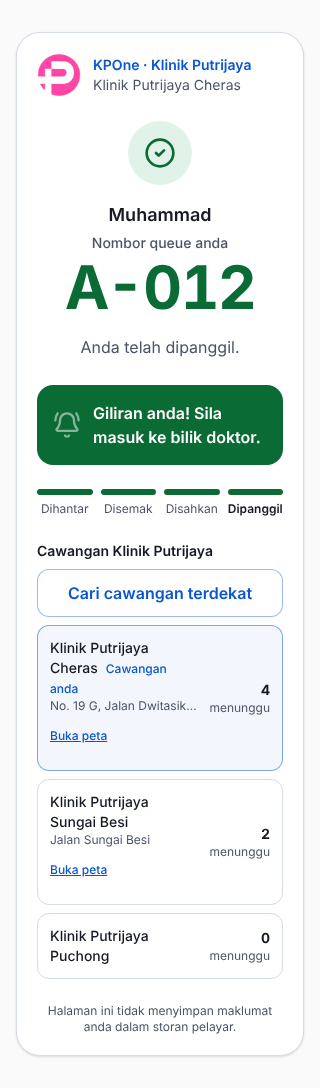 KPOne · Klinik Putrijaya
Klinik Putrijaya Cheras
Muhammad
Nombor queue anda
A-012
Anda telah dipanggil.
Giliran anda! Sila
masuk ke bilik doktor.
Dihantar Disemak Disahkan Dipanggil
Cawangan Klinik Putrijaya
Cari cawangan terdekat
Klinik Putrijaya
Cheras Cawangan
anda
No. 19 G, Jalan Dwitasik...
4
menunggu
Buka peta
Klinik Putrijaya
Sungai Besi
Jalan Sungai Besi
2
menunggu
Buka peta
Klinik Putrijaya
Puchong
0
menunggu
Halaman ini tidak menyimpan maklumat
anda dalam storan pelayar.